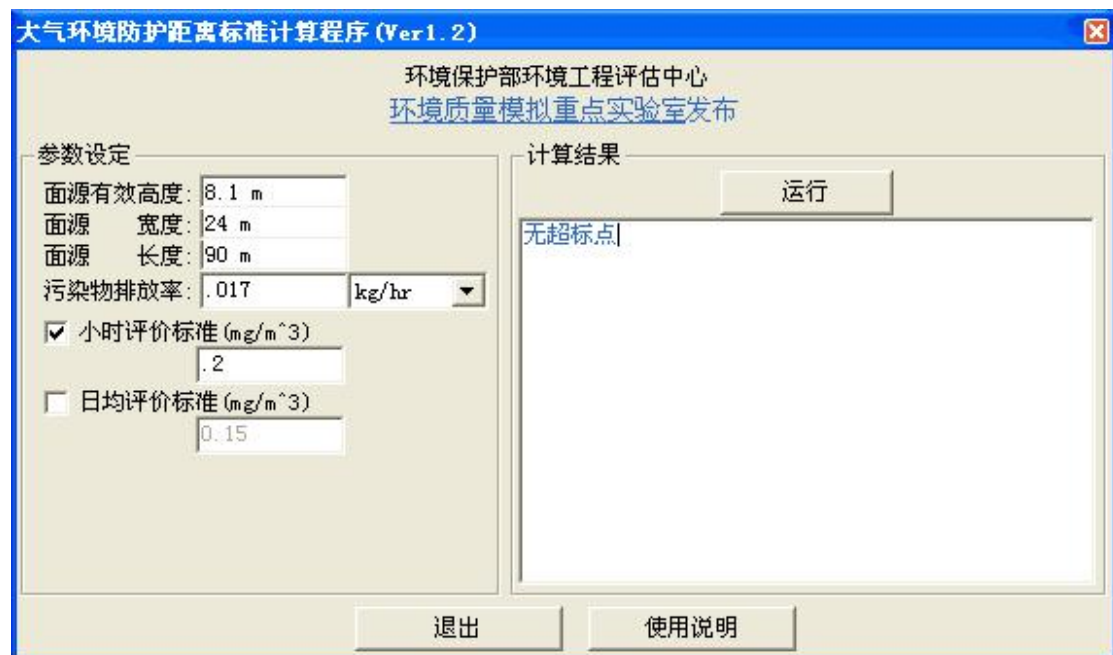 大气环境防护距离标准计算程序(Ver1.2)
环境保护部环境工程评估中心
环境质量模拟重点实验室发布
参数设定
面源有效高度: 8.1 m
面源 宽度: 24 m
面源 长度: 90 m
污染物排放率: .017 kg/hr
小时评价标准(mg/m^3)
.2
日均评价标准(mg/m^3)
0.15
计算结果
运行
无超标点
退出 使用说明